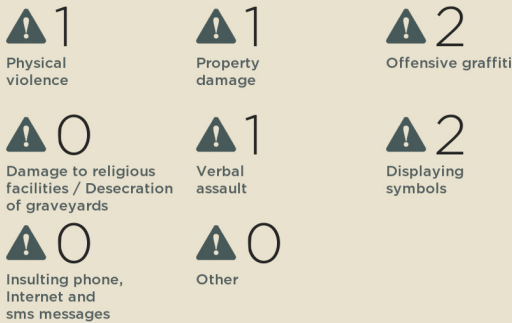 1
Physical
violence
1
Property
damage
2
Offensive graffiti
0
Damage to religious
facilities / Desecration
of graveyards
1
Verbal
assault
2
Displaying
symbols
0
Insulting phone,
Internet and
sms messages
0
Other